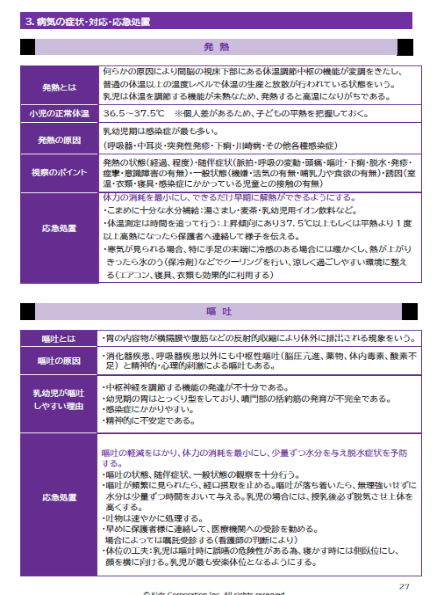 3. 病気の症状・対応・応急処置
発 熱
発熱とは
何らかの原因により間脳の視床下部にある体温調節中枢の機能が変調をきたし、
普通の体温以上の温度レベルで体温の生産と放散が行われている状態をいう。
乳児は体温を調節する機能が未熟なため、発熱すると高温になりがちである。
小児の正常体温
36.5～37.5℃ ※個人差があるため、子どもの平熱を把握しておく。
発熱の原因
乳幼児期は感染症が最も多い。
（呼吸器・中耳炎・突発性発疹・下痢・川崎病・その他各種感染症）
視察のポイント
発熱の状態（経過、程度）・随伴症状（脈拍・呼吸の変動・頭痛・嘔吐・下痢・脱水・発疹・
痙攣・意識障害の有無）・一般状態（機嫌・活気の有無・哺乳力や食欲の有無）・誘因（室
温・衣類・寝具・感染症にかかっている児童との接触の有無）
応急処置
体力の消耗を最小にし、できるだけ早期に解熱ができるようにする。
・こまめに十分な水分補給：湯さまし・麦茶・乳幼児用イオン飲料など。
・体温測定は時間を追って行う：上昇傾向にあり37．5℃以上もしくは平熱より１度
以上高熱になったら保護者へ連絡して様子を伝える。
・寒気が見られる場合、特に手足の末端に冷感のある場合には暖かくし、熱が上がり
きったら氷のう（保冷剤）などでクーリングを行い、涼しく過ごしやすい環境に整え
る（エアコン、寝具、衣類も効果的に利用する）
嘔 吐
嘔吐とは
・胃の内容物が横隔膜や腹筋などの反射的収縮により体外に排出される現象をいう。
嘔吐の原因
・消化器疾患、呼吸器疾患以外にも中枢性嘔吐（脳圧亢進、薬物、体内毒素、酸素不
足）と精神的・心理的刺激による嘔吐もある。
乳幼児が嘔吐
しやすい理由
・中枢神経を調節する機能の発達が不十分である。
・幼児期の胃はとっくり型をしており、噴門部の括約筋の発育が不完全である。
・感染症にかかりやすい。
・精神的に不安定である。
応急処置
嘔吐の軽減をはかり、体力の消耗を最小にし、少量ずつ水分を与え脱水症状を予防
する。
・嘔吐の状態、随伴症状、一般状態の観察を十分行う。
・嘔吐が頻繁に見られたら、経口摂取を止める。嘔吐が落ち着いたら、無理強いせずに
水分は少量ずつ時間をおいて与える。乳児の場合には、授乳後必ず脱気させ上体を
高くする。
・吐物は速やかに処理する。
・早めに保護者様に連絡して、医療機関への受診を勧める。
場合によっては嘱託受診する（看護師の判断により）
・体位の工夫：乳児は嘔吐時に誤嚥の危険性がある為、寝かす時には側臥位にし、
顔を横に向ける。乳児が最も安楽体位となるようにする。
27
© Kids Corporation Inc. All rights reserved